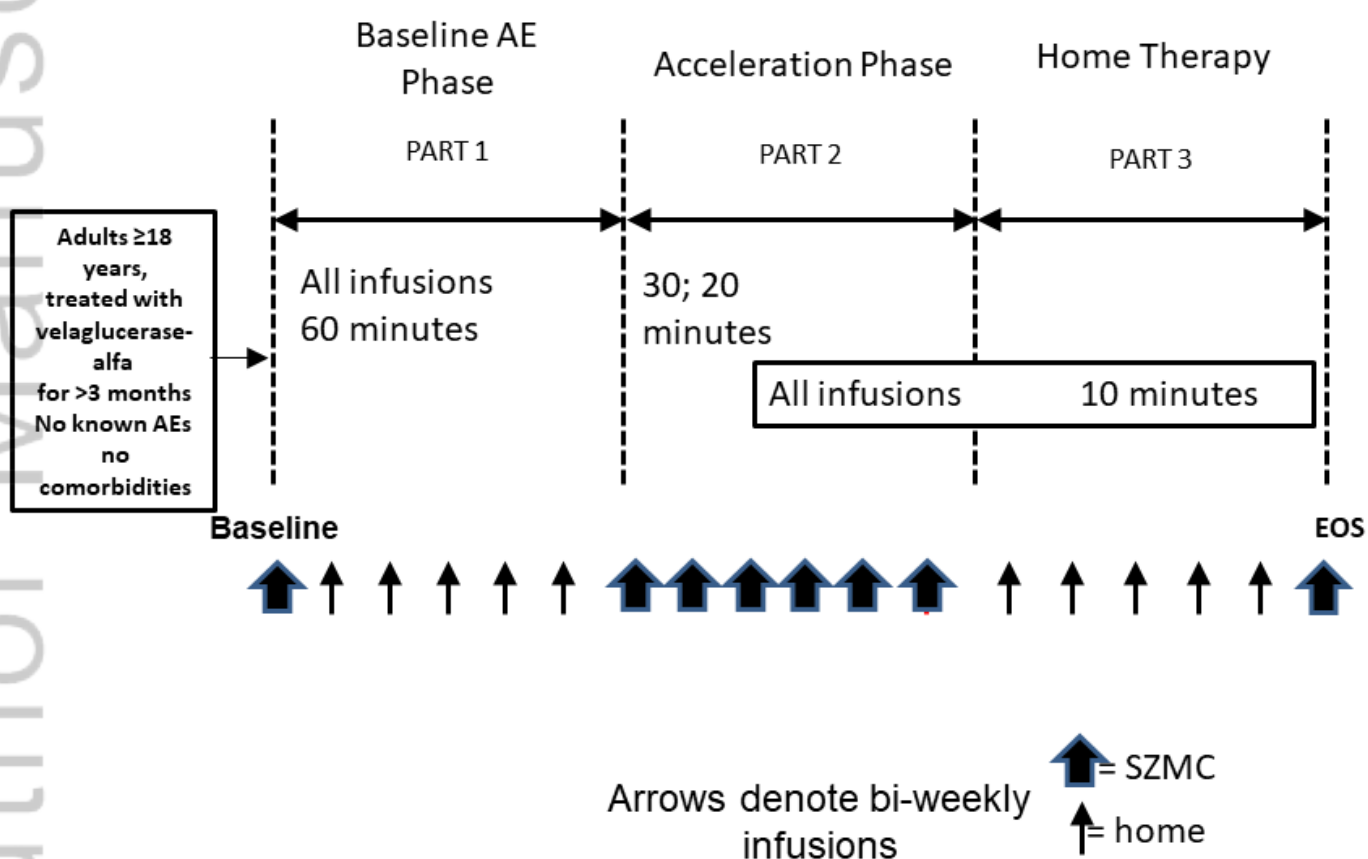 Baseline AE
Phase
Acceleration Phase
Home Therapy
PART 1
PART 2
PART 3
Adults ≥18
years,
treated with
velaglucerase-
alfa
for >3 months
No known AEs
no
comorbidities
All infusions
60 minutes
30; 20
minutes
All infusions 10 minutes
Baseline
EOS
= SZMC
Arrows denote bi-weekly
infusions
= home